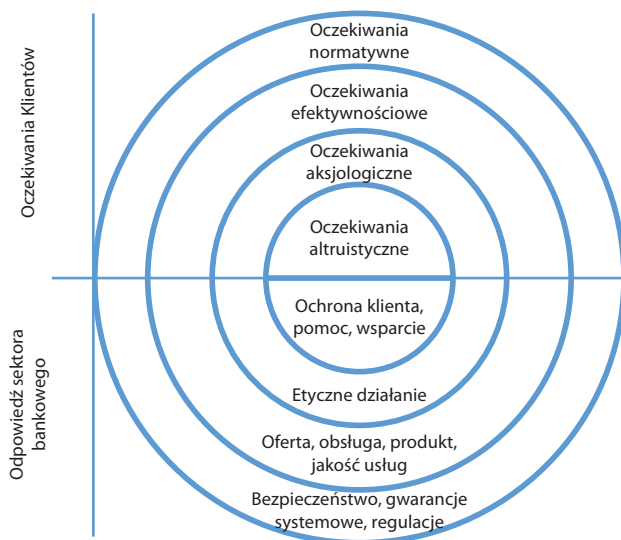 Oczekiwania Klientów
Oczekiwania
normatywne
Oczekiwania
efektywnościowe
Oczekiwania
aksjologiczne
Oczekiwania
altruistyczne
Odpowiedź sektora
bankowego
Ochrona klienta,
pomoc, wsparcie
Etyczne działanie
Oferta, obsługa, produkt,
jakość usług
Bezpieczeństwo, gwarancje
systemowe, regulacje